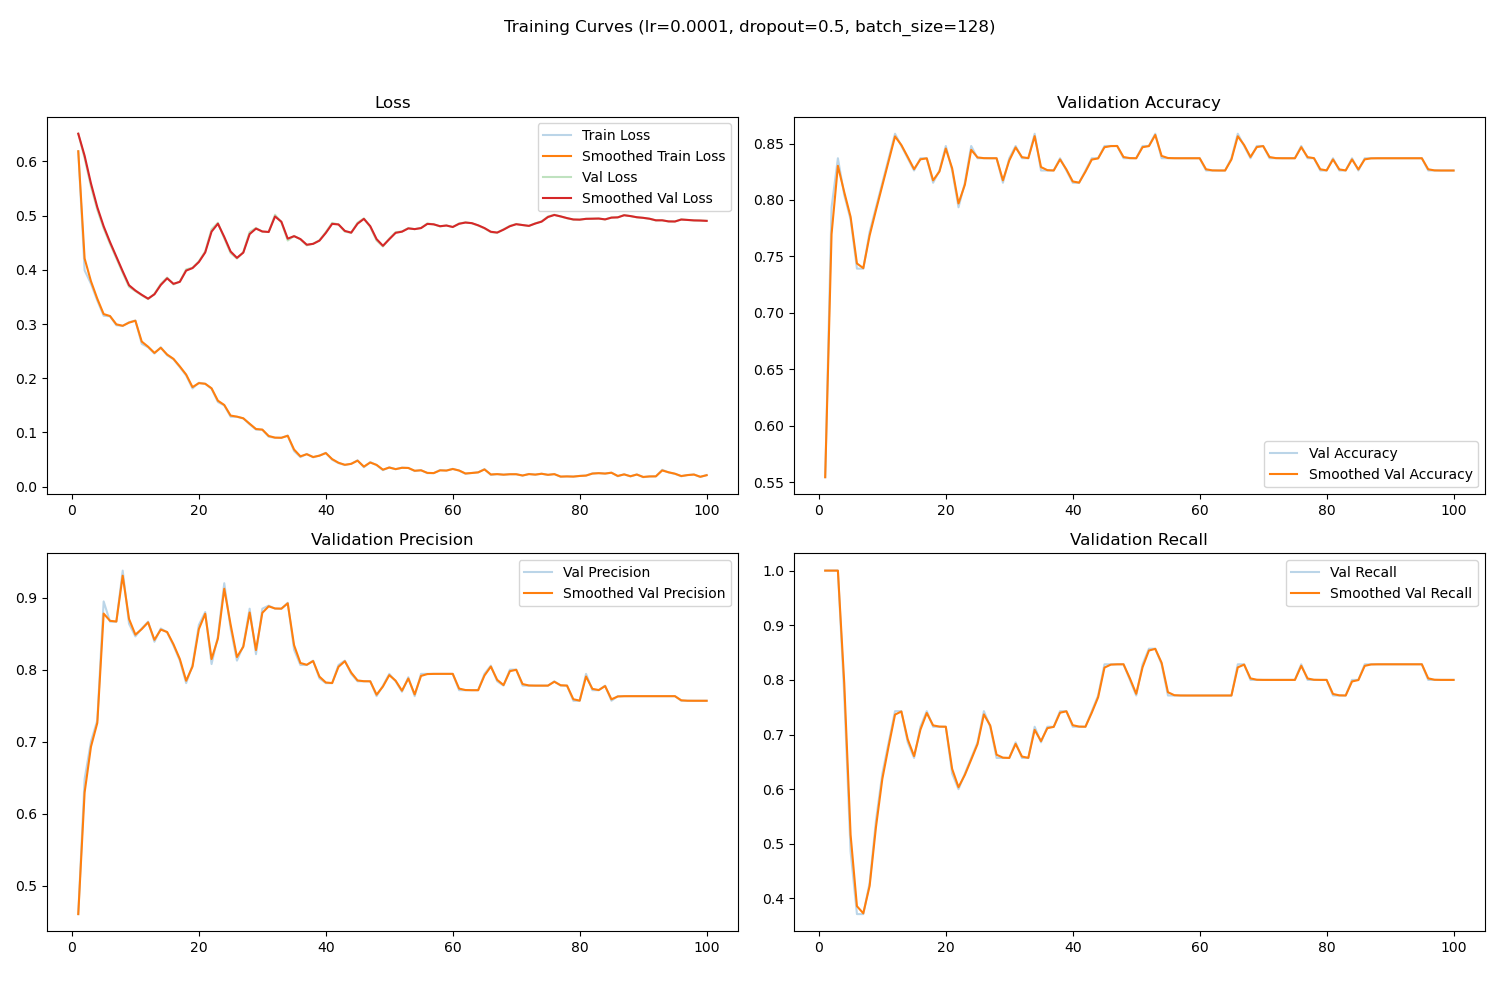 Training Curves (lr=0.0001, dropout=0.5, batch_size=128)
Loss
Train Loss
Smoothed Train Loss
Val Loss
Smoothed Val Loss
0.6
0.5
0.4
0.3
0.2
0.1
0.0
0 20 40 60 80 100
Validation Accuracy
0.85
0.80
0.75
0.70
0.65
0.60
0.55
Val Accuracy
Smoothed Val Accuracy
0 20 40 60 80 100
Validation Precision
Val Precision
Smoothed Val Precision
0.9
0.8
0.7
0.6
0.5
0 20 40 60 80 100
Validation Recall
Val Recall
Smoothed Val Recall
1.0
0.9
0.8
0.7
0.6
0.5
0.4
0 20 40 60 80 100